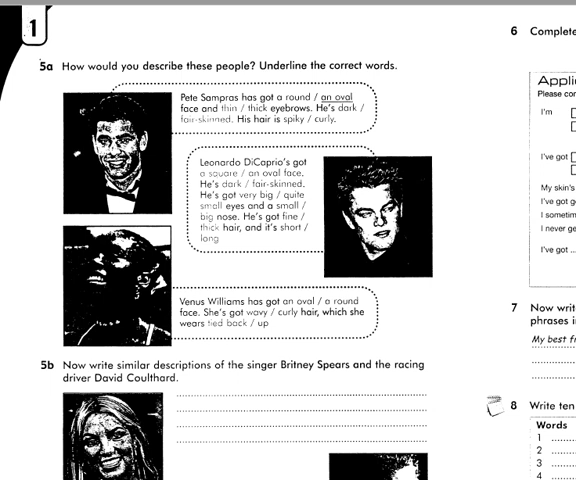 1
5a How would you describe these people? Underline the correct words.
Pete Sampras has got a round / an oval
face and thin / thick eyebrows. He's dark /
fair-skinned. His hair is spiky / curly.
Leonardo DiCaprio's got
a square / an oval face.
He's dark / fair-skinned.
He's got very big / quite
small eyes and a small /
big nose. He's got fine /
thick hair, and it's short /
long
Venus Williams has got an oval / a round
face. She's got wavy / curly hair, which she
wears tied back / up
5b Now write similar descriptions of the singer Britney Spears and the racing
driver David Coulthard.
6 Complete
Please
I'm
I've got
My skin's
I've got
I never
I've got ...
7 Now
phrases
My best
8 Write ten
Words
1
2
3
4